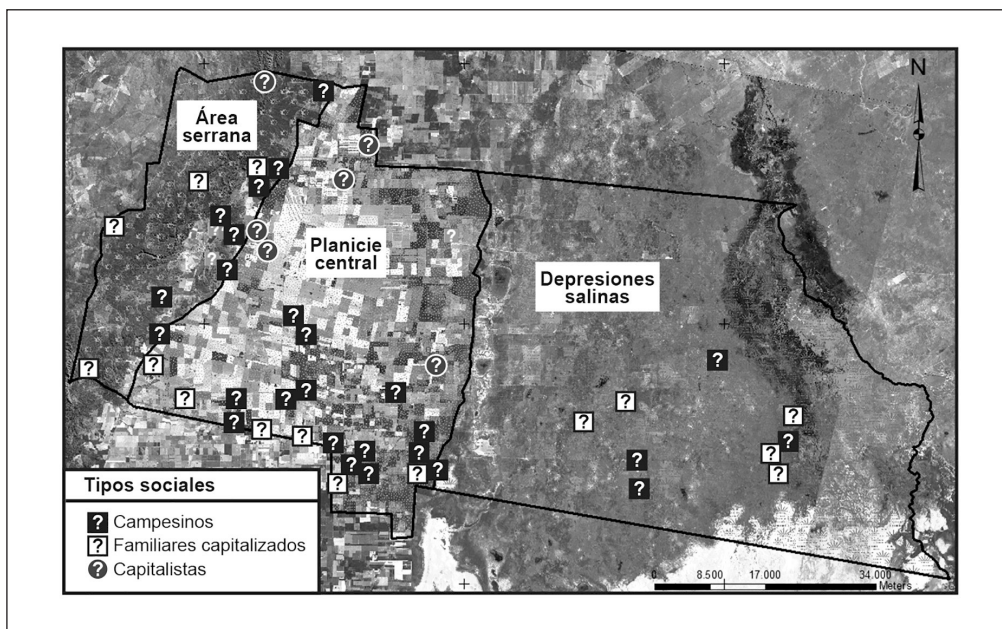 N
Área
serrana
Planicie
central
Depresiones
salinas
Tipos sociales
? Campesinos
? Familiares capitalizados
? Capitalistas
0 8.500 17.000 34.000
Meters